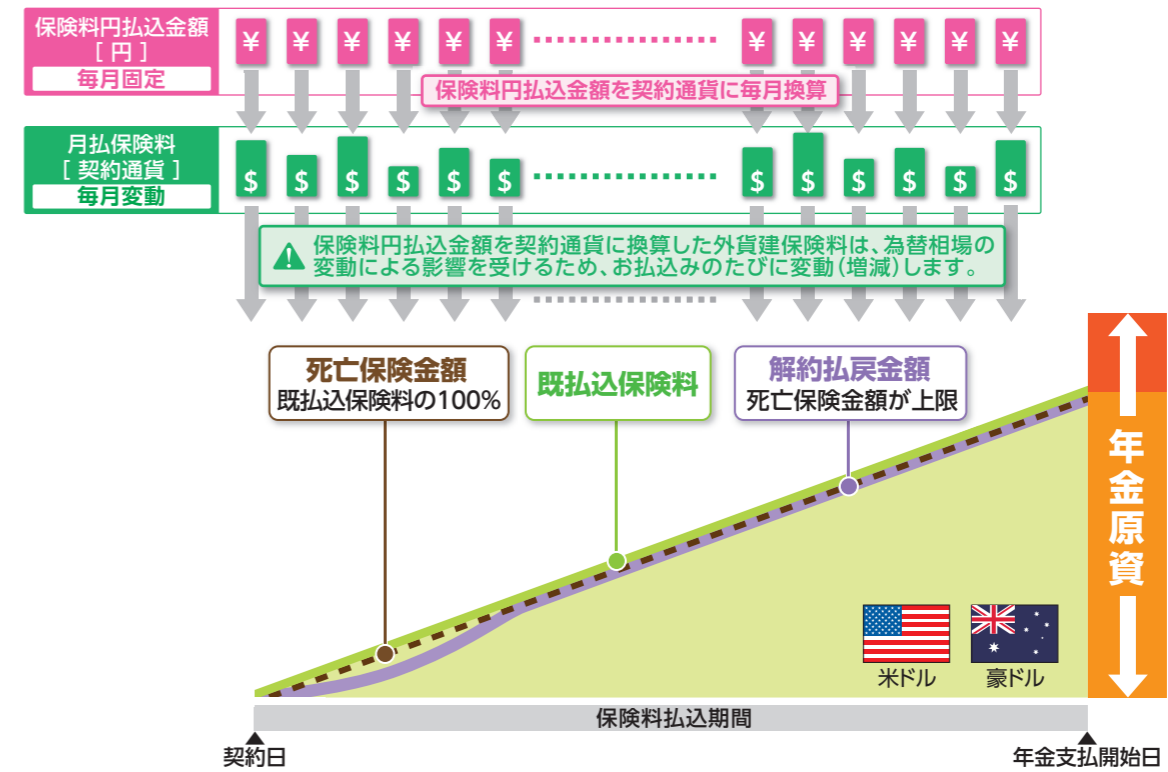 保険料円払込金額
[ 円 ]
毎月固定
¥ ¥ ¥ ¥ ¥ ¥ ¥ ¥ ¥ ¥ ¥ ¥
保険料円払込金額を契約通貨に毎月換算
月払保険料
[ 契約通貨 ]
毎月変動
$ $ $ $ $ $ $ $ $ $ $ $
保険料円払込金額を契約通貨に換算した外貨建保険料は、為替相場の
変動による影響を受けるため、お払込みのたびに変動(増減)します。
死亡保険金額
既払込保険料の100%
既払込保険料
解約払戻金額
死亡保険金額が上限
年金原資
米ドル
豪ドル
保険料払込期間
契約日
年金支払開始日